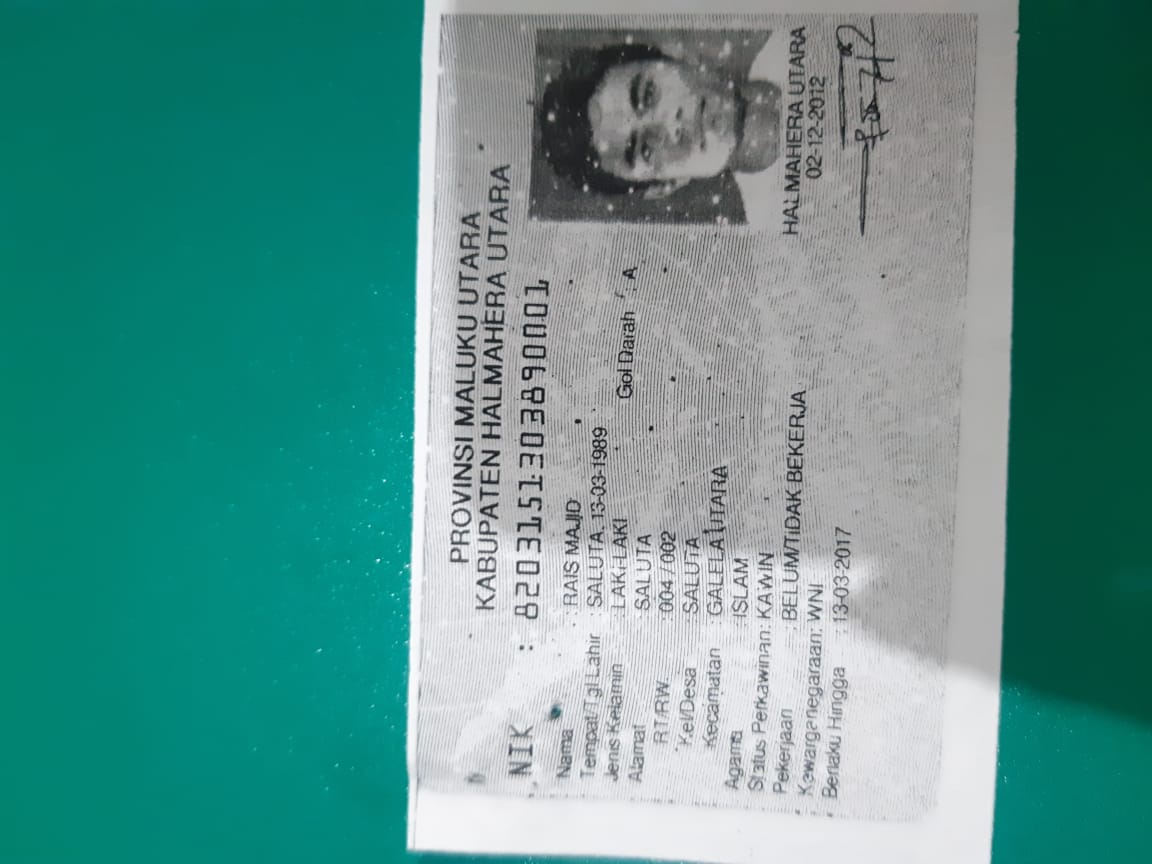 PROVINSI MALUKU UTARA
KABUPATEN HALMAHERA UTARA
NIK : 8203151303890001
Nama : RAIS MAJID
Tempat/Tgl Lahir : SALUTA, 13-03-1989
Jenis Kelamin : LAKI-LAKI Gol Darah : A
Alamat : SALUTA
RT/RW : 004 / 002
Kel/Desa : SALUTA
Kecamatan : GALELA UTARA
Agama : ISLAM
Status Perkawinan: KAWIN
Pekerjaan : BELUM/TIDAK BEKERJA
Kewarganegaraan: WNI
Berlaku Hingga : 13-03-2017
HALMAHERA UTARA
02-12-2012